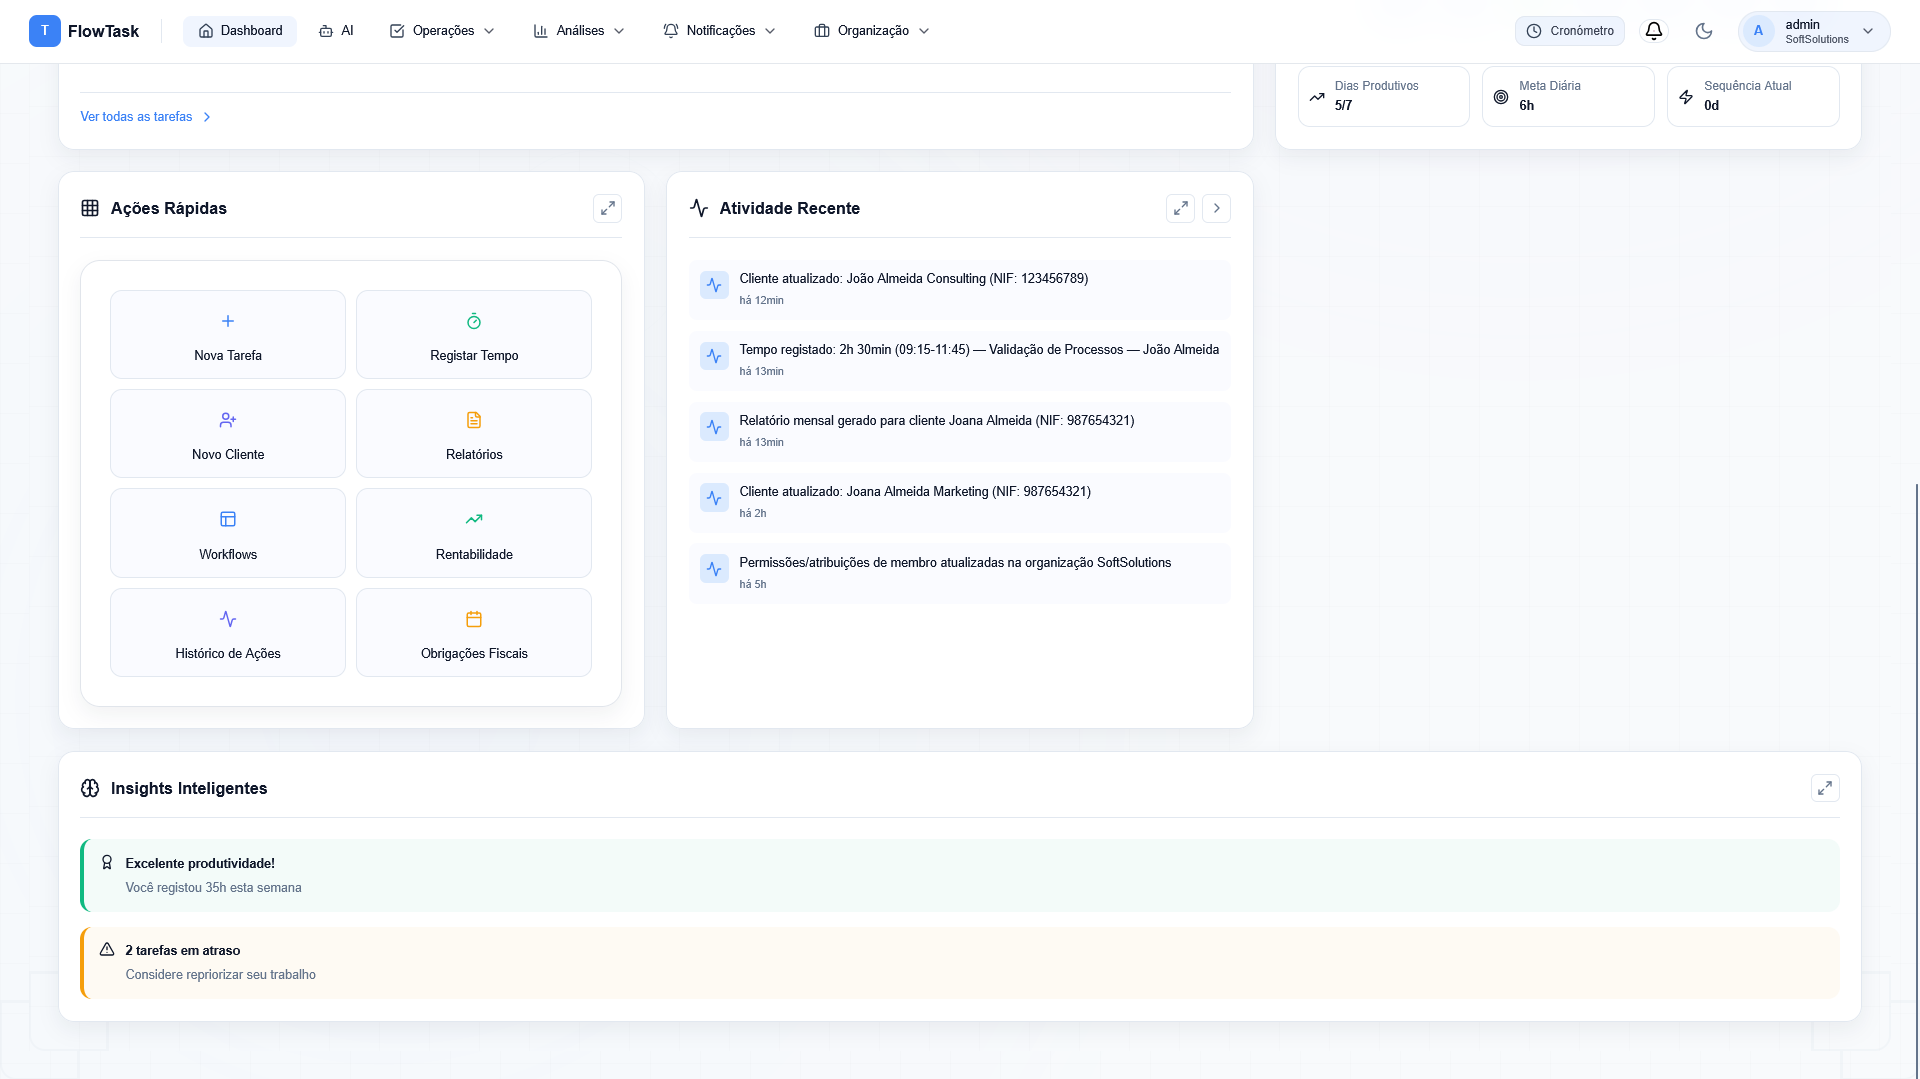 T FlowTask
Dashboard
AI
Operações
Análises
Notificações
Organização
Cronómetro
A
admin
SoftSolutions
Ver todas as tarefas
Dias Produtivos
5/7
Meta Diária
6h
Sequência Atual
0d
Ações Rápidas
Nova Tarefa
Registar Tempo
Novo Cliente
Relatórios
Workflows
Rentabilidade
Histórico de Ações
Obrigações Fiscais
Atividade Recente
Cliente atualizado: João Almeida Consulting (NIF: 123456789)
há 12min
Tempo registado: 2h 30min (09:15-11:45) — Validação de Processos — João Almeida
há 13min
Relatório mensal gerado para cliente Joana Almeida (NIF: 987654321)
há 13min
Cliente atualizado: Joana Almeida Marketing (NIF: 987654321)
há 2h
Permissões/atribuições de membro atualizadas na organização SoftSolutions
há 5h
Insights Inteligentes
Excelente produtividade!
Você registou 35h esta semana
2 tarefas em atraso
Considere repriorizar seu trabalho